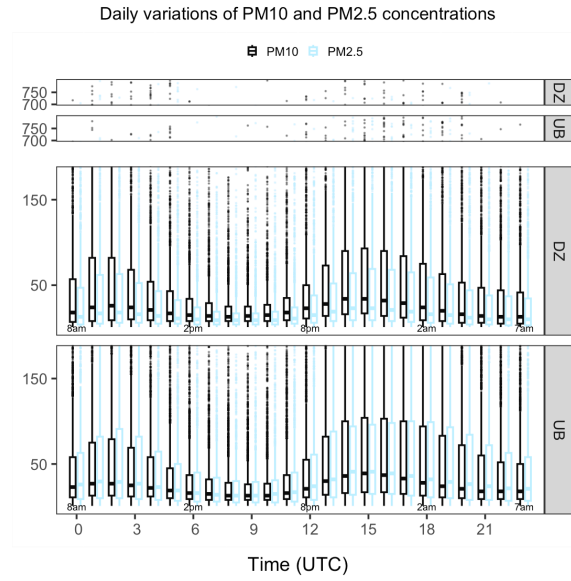 Daily variations of PM10 and PM2.5 concentrations
PM10 PM2.5
750
700
DZ
750
700
UB
150
50
DZ
8am 2pm 8pm 2am 7am
150
50
UB
8am 2pm 8pm 2am 7am
0 3 6 9 12 15 18 21
Time (UTC)